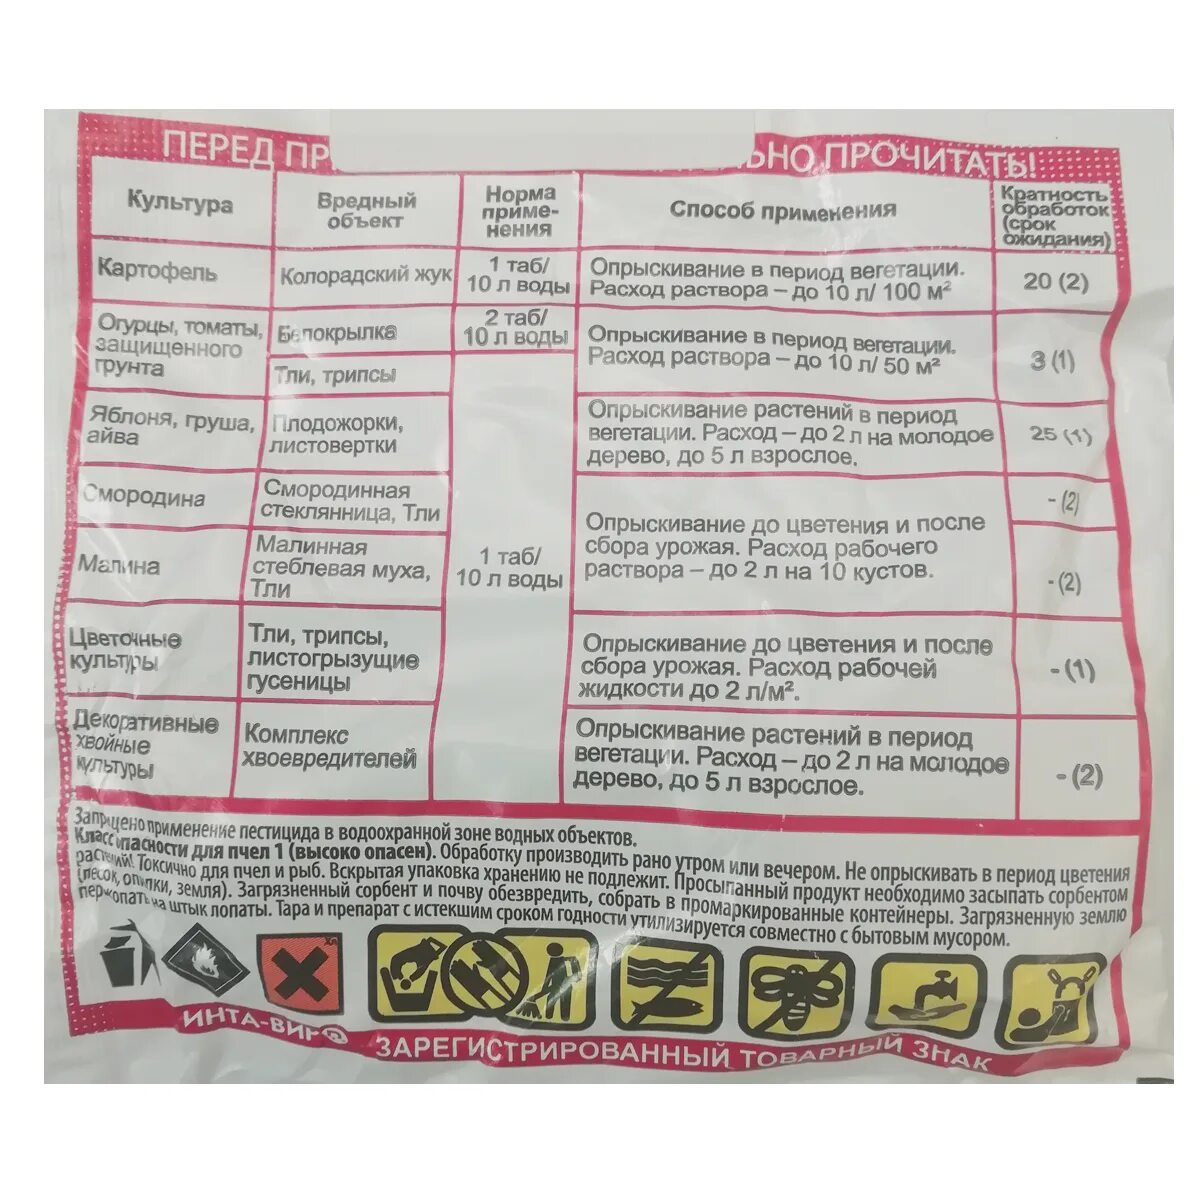 ПЕРЕД ПР
ЬНО ПРОЧИТАТЬ!
Культура
Вредный
объект
Норма
приме-
нения
Способ применения
Кратность
обработок
(срок
ожидания)
Картофель
Колорадский жук
1 таб/
10 л воды
Опрыскивание в период вегетации.
Расход раствора – до 10 л/ 100 м²
20 (2)
Огурцы, томаты,
защищенного
грунта
Белокрылка
2 таб/
10 л воды
Тли, трипсы
Опрыскивание в период вегетации.
Расход раствора – до 10 л/ 50 м²
3 (1)
Яблоня, груша,
айва
Плодожорки,
листовертки
Опрыскивание растений в период
вегетации. Расход – до 2 л на молодое
дерево, до 5 л взрослое.
25 (1)
Смородина
Смородинная
стеклянница, Тли
- (2)
Малина
Малинная
стеблевая муха,
Тли
1 таб/
10 л воды
Опрыскивание до цветения и после
сбора урожая. Расход рабочего
раствора – до 2 л на 10 кустов.
- (2)
Цветочные
культуры
Тли, трипсы,
листогрызущие
гусеницы
Опрыскивание до цветения и после
сбора урожая. Расход рабочей
жидкости до 2 л/м².
- (1)
Декоративные
хвойные
культуры
Комплекс
хвоевредителей
Опрыскивание растений в период
вегетации. Расход – до 2 л на молодое
дерево, до 5 л взрослое.
- (2)
Запрщено применение пестицида в водоохранной зоне водных объектов.
Класс опасности для пчел 1 (высоко опасен). Обработку производить рано утром или вечером. Не опрыскивать в период цветения
растений! Токсично для пчел и рыб. Вскрытая упаковка хранению не подлежит. Просыпанный продукт необходимо засыпать сорбентом
(песок, опилки, земля). Загрязненный сорбент и почву обезвредить, собрать в промаркированные контейнеры. Загрязненную землю
перекопать на штык лопаты. Тара и препарат с истекшим сроком годности утилизируется совместно с бытовым мусором.
Xn
ИНТА-ВИР®
ЗАРЕГИСТРИРОВАННЫЙ ТОВАРНЫЙ ЗНАК